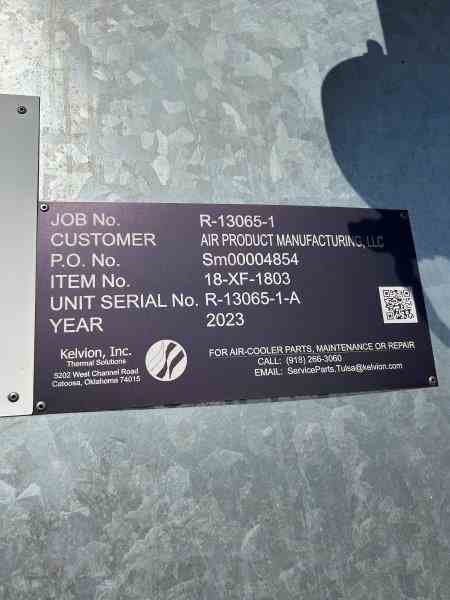 JOB No. R-13065-1
CUSTOMER AIR PRODUCT MANUFACTURING, LLC
P.O. No. Sm00004854
ITEM No. 18-XF-1803
UNIT SERIAL No. R-13065-1-A
YEAR 2023
Kelvion, Inc.
Thermal Solutions
5202 West Channel Road
Catoosa, Oklahoma 74015
FOR AIR-COOLER PARTS, MAINTENANCE OR REPAIR
CALL: (918) 266-3060
EMAIL: ServiceParts.Tulsa@kelvion.com